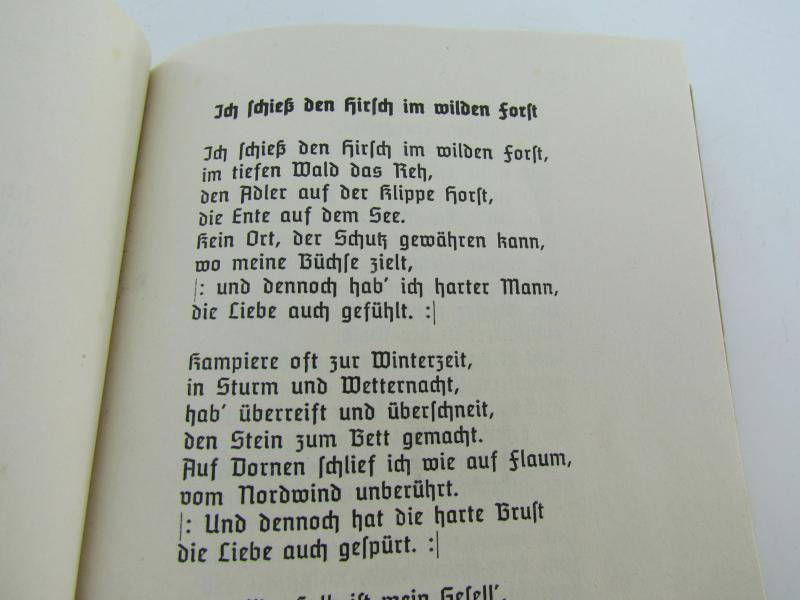 Ich schieß den Hirsch im wilden Forst
Ich schieß den Hirsch im wilden Forst,
im tiefen Wald das Reh,
den Adler auf der Klippe Horst,
die Ente auf dem See.
Kein Ort, der Schutz gewähren kann,
wo meine Büchse zielt,
|: und dennoch hab' ich harter Mann,
die Liebe auch gefühlt. :|
Kampiere oft zur Winterzeit,
in Sturm und Wetternacht,
hab' überreift und überschneit,
den Stein zum Bett gemacht.
Auf Dornen schlief ich wie auf Flaum,
vom Nordwind unberührt.
|: Und dennoch hat die harte Brust
die Liebe auch gespürt. :|
ist mein Gesell',